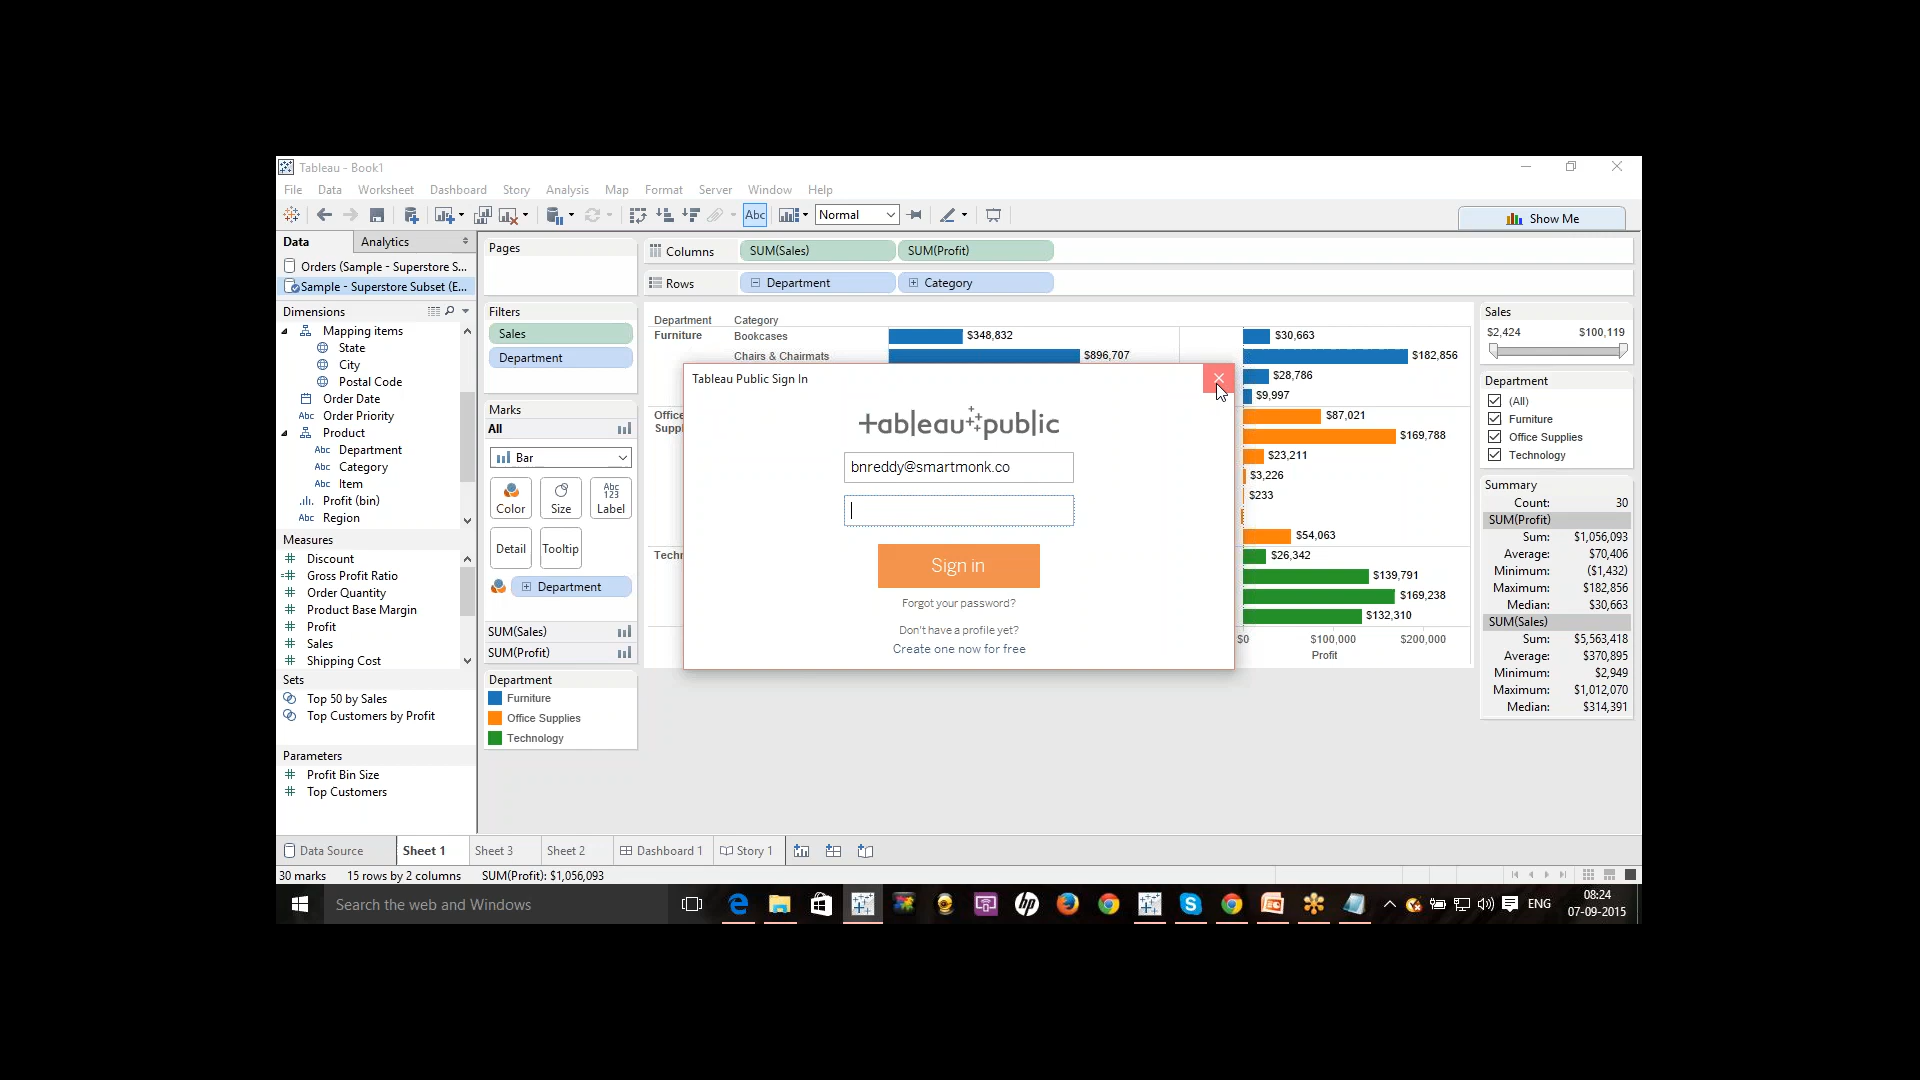 Tableau - Book1
File Data Worksheet Dashboard Story Analysis Map Format Server Window Help
Abc Normal Show Me
Data Analytics
Orders (Sample - Superstore S...
Sample - Superstore Subset (E...
Dimensions
Mapping items
State
City
Postal Code
Order Date
Abc Order Priority
Product
Abc Department
Abc Category
Abc Item
Profit (bin)
Abc Region
Measures
Discount
Gross Profit Ratio
Order Quantity
Product Base Margin
Profit
Sales
Shipping Cost
Sets
Top 50 by Sales
Top Customers by Profit
Parameters
Profit Bin Size
Top Customers
Pages
Filters
Sales
Department
Marks
All
Bar
Color Size Abc 123 Label
Detail Tooltip
Department
SUM(Sales)
SUM(Profit)
Department
Furniture
Office Supplies
Technology
Columns SUM(Sales) SUM(Profit)
Rows Department Category
Department Category
Furniture Bookcases $348,832 $30,663
Chairs & Chairmats $896,707 $182,856
$28,786
$9,997
Office
Suppl
$87,021
$169,788
$23,211
$3,226
$233
$54,063
Techn $26,342
$139,791
$169,238
$132,310
$0 $100,000 $200,000
Profit
Tableau Public Sign In
+ableau public
bnreddy@smartmonk.co
Sign in
Forgot your password?
Don't have a profile yet?
Create one now for free
Sales
$2,424 $100,119
Department
(All)
Furniture
Office Supplies
Technology
Summary
Count: 30
SUM(Profit)
Sum: $1,056,093
Average: $70,406
Minimum: ($1,432)
Maximum: $182,856
Median: $30,663
SUM(Sales)
Sum: $5,563,418
Average: $370,895
Minimum: $2,949
Maximum: $1,012,070
Median: $314,391
Data Source Sheet 1 Sheet 3 Sheet 2 Dashboard 1 Story 1
30 marks 15 rows by 2 columns SUM(Profit): $1,056,093
Search the web and Windows
hp
ENG
08:24
07-09-2015